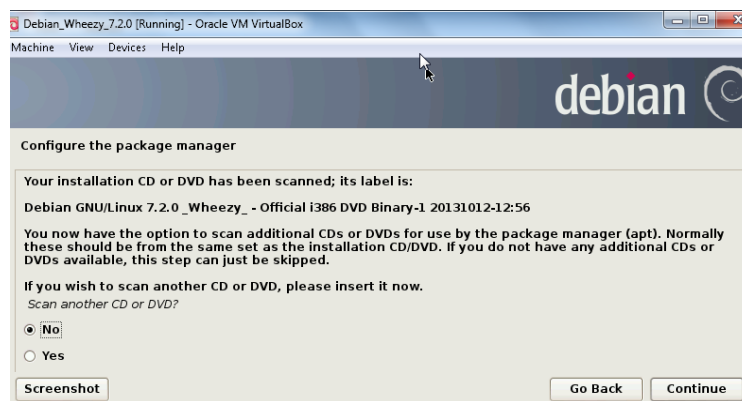 Debian_Wheezy_7.2.0 [Running] - Oracle VM VirtualBox
Machine View Devices Help
debian
Configure the package manager
Your installation CD or DVD has been scanned; its label is:
Debian GNU/Linux 7.2.0 _Wheezy_ - Official i386 DVD Binary-1 20131012-12:56
You now have the option to scan additional CDs or DVDs for use by the package manager (apt). Normally
these should be from the same set as the installation CD/DVD. If you do not have any additional CDs or
DVDs available, this step can just be skipped.
If you wish to scan another CD or DVD, please insert it now.
Scan another CD or DVD?
No
Yes
Screenshot Go Back Continue